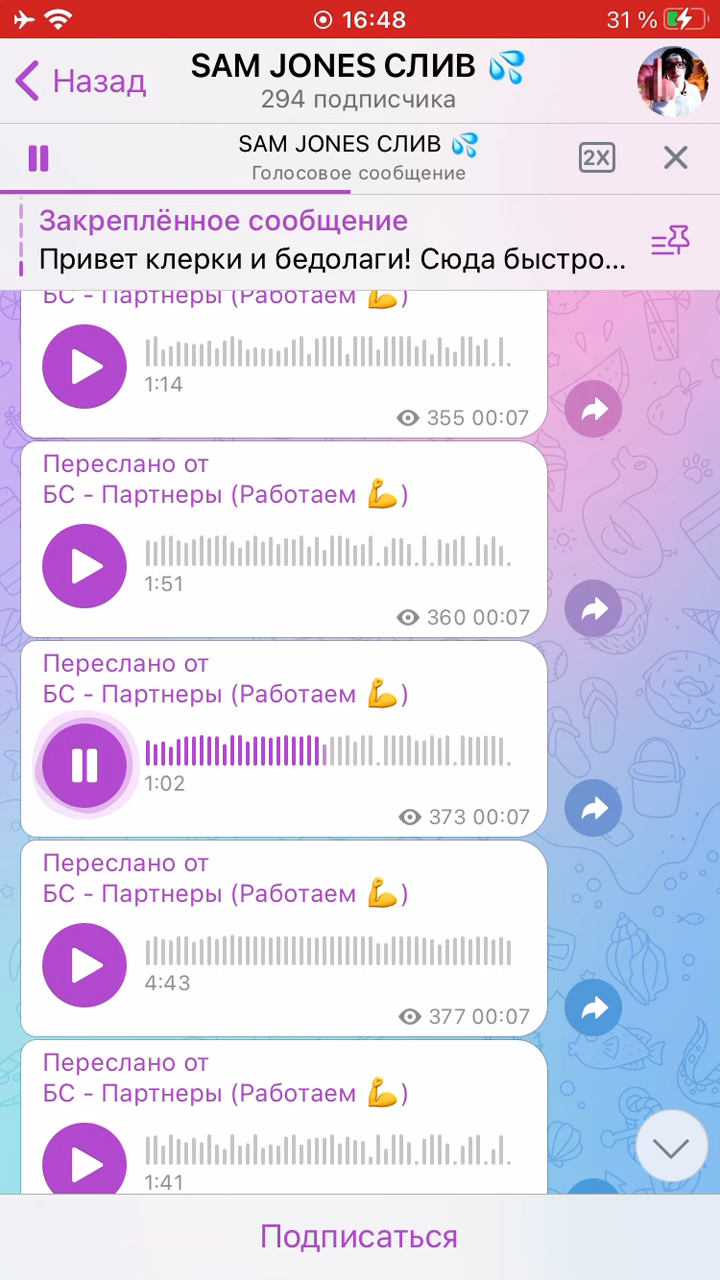 16:48
31 %
Назад
SAM JONES СЛИВ 💦
294 подписчика
SAM JONES СЛИВ 💦
Голосовое сообщение
2X
Закреплённое сообщение
Привет клерки и бедолаги! Сюда быстро...
БС - Партнеры (Работаем 💪)
1:14
355 00:07
Переслано от
БС - Партнеры (Работаем 💪)
1:51
360 00:07
Переслано от
БС - Партнеры (Работаем 💪)
1:02
373 00:07
Переслано от
БС - Партнеры (Работаем 💪)
4:43
377 00:07
Переслано от
БС - Партнеры (Работаем 💪)
1:41
Подписаться